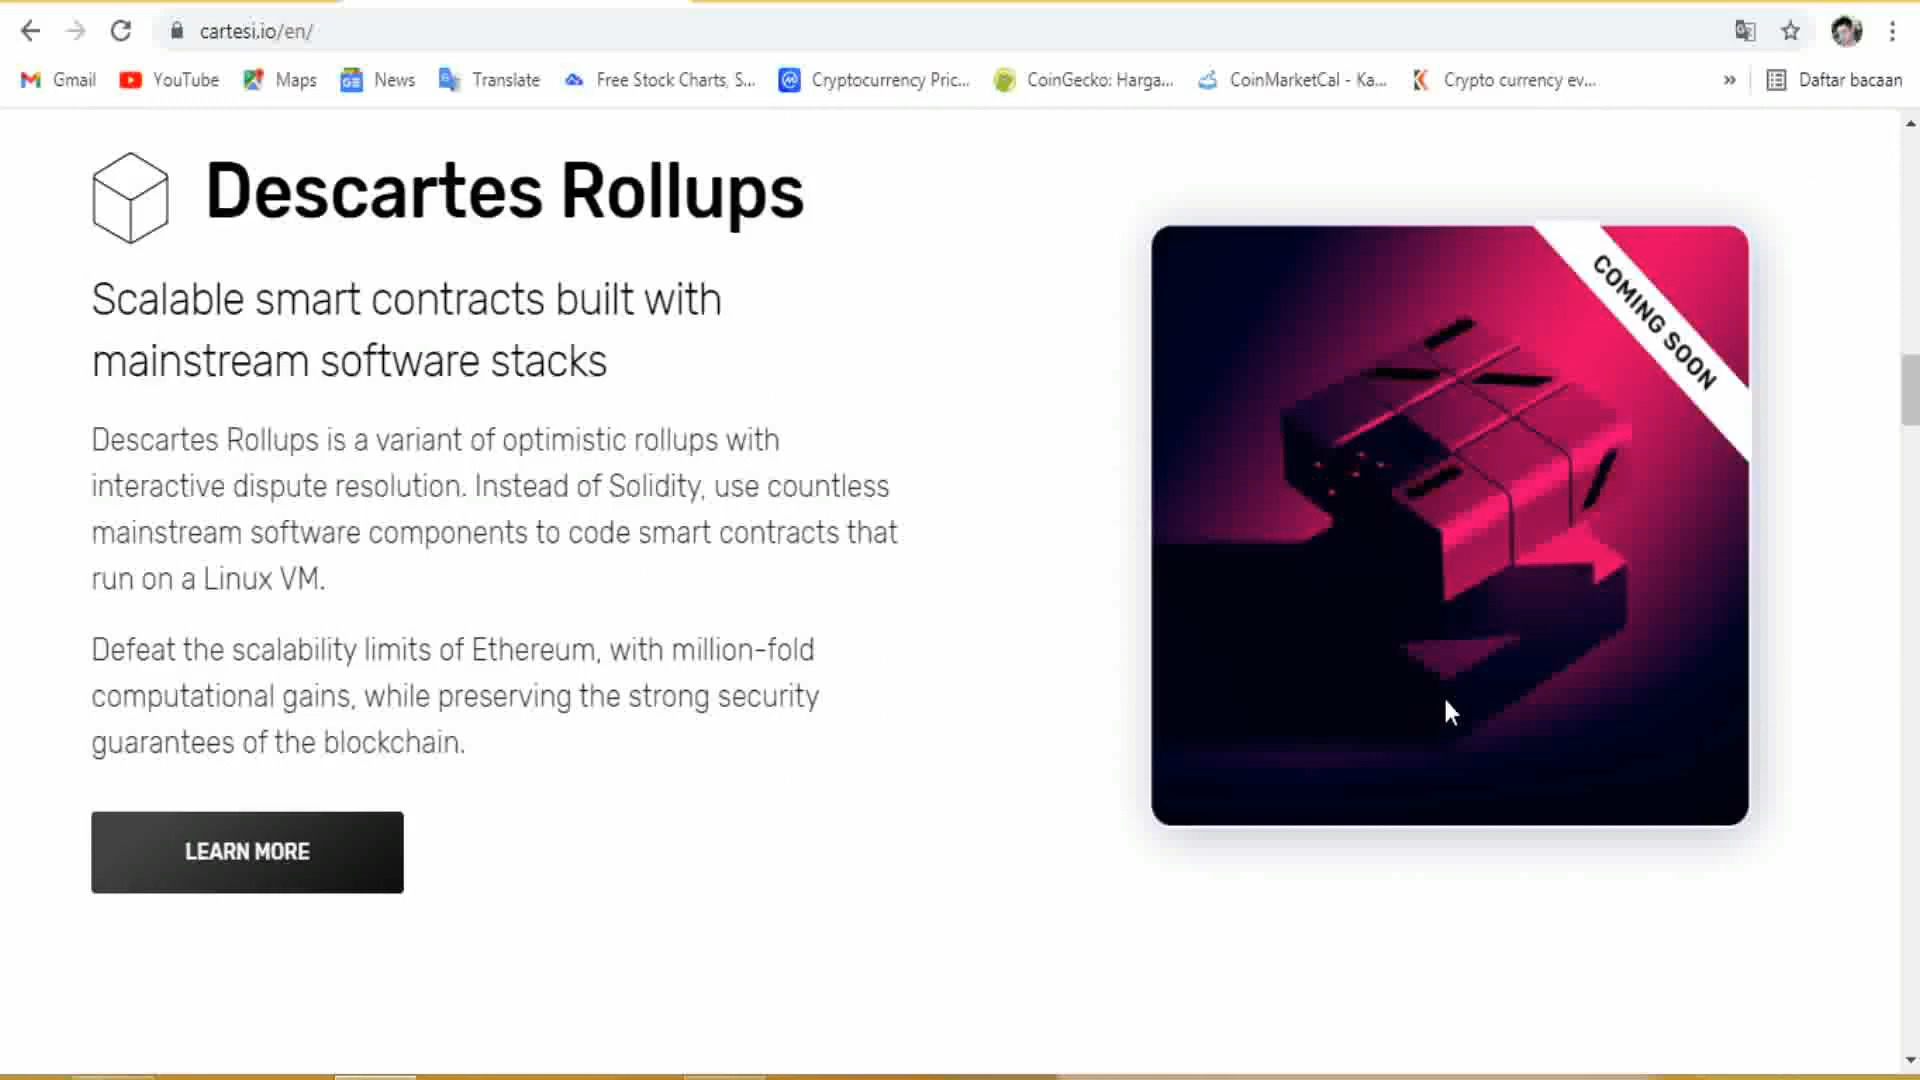 cartesi.io/en/
Gmail YouTube Maps News Translate Free Stock Charts, S... Cryptocurrency Pric... CoinGecko: Harga... CoinMarketCal - Ka... Crypto currency ev... » Daftar bacaan
Descartes Rollups
Scalable smart contracts built with
mainstream software stacks
Descartes Rollups is a variant of optimistic rollups with
interactive dispute resolution. Instead of Solidity, use countless
mainstream software components to code smart contracts that
run on a Linux VM.
Defeat the scalability limits of Ethereum, with million-fold
computational gains, while preserving the strong security
guarantees of the blockchain.
LEARN MORE
COMING SOON